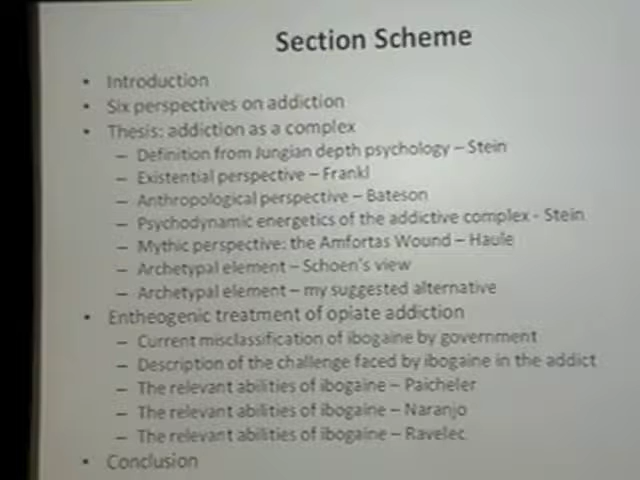 Section Scheme
• Introduction
• Six perspectives on addiction
• Thesis: addiction as a complex
– Definition from Jungian depth psychology – Stein
– Existential perspective – Frankl
– Anthropological perspective – Bateson
– Psychodynamic energetics of the addictive complex - Stein
– Mythic perspective: the Amfortas Wound – Haule
– Archetypal element – Schoen's view
– Archetypal element – my suggested alternative
• Entheogenic treatment of opiate addiction
– Current misclassification of ibogaine by government
– Description of the challenge faced by ibogaine in the addict
– The relevant abilities of ibogaine – Paicheler
– The relevant abilities of ibogaine – Naranjo
– The relevant abilities of ibogaine – Ravelec
• Conclusion